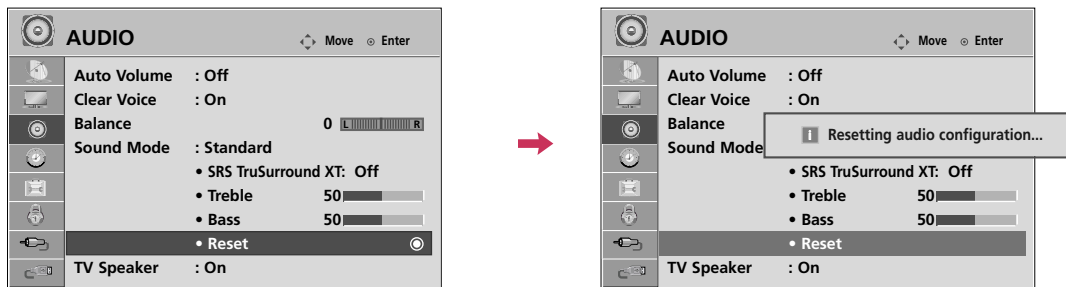 AUDIO Move Enter
Auto Volume : Off
Clear Voice : On
Balance 0 L R
Sound Mode : Standard
• SRS TruSurround XT: Off
• Treble 50
• Bass 50
• Reset
TV Speaker : On
AUDIO Move Enter
Auto Volume : Off
Clear Voice : On
Balance
i Resetting audio configuration...
Sound Mode
• SRS TruSurround XT: Off
• Treble 50
• Bass 50
• Reset
TV Speaker : On